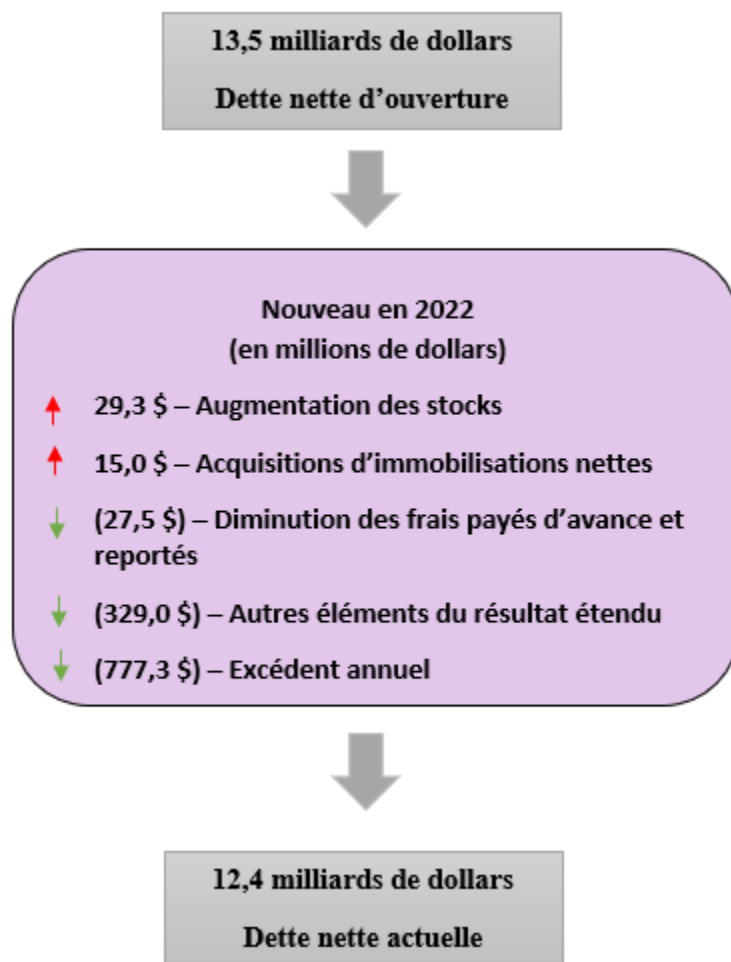 13,5 milliards de dollars
Dette nette d’ouverture
Nouveau en 2022
(en millions de dollars)
29,3 $ – Augmentation des stocks
15,0 $ – Acquisitions d’immobilisations nettes
(27,5 $) – Diminution des frais payés d’avance et
reportés
(329,0 $) – Autres éléments du résultat étendu
(777,3 $) – Excédent annuel
12,4 milliards de dollars
Dette nette actuelle